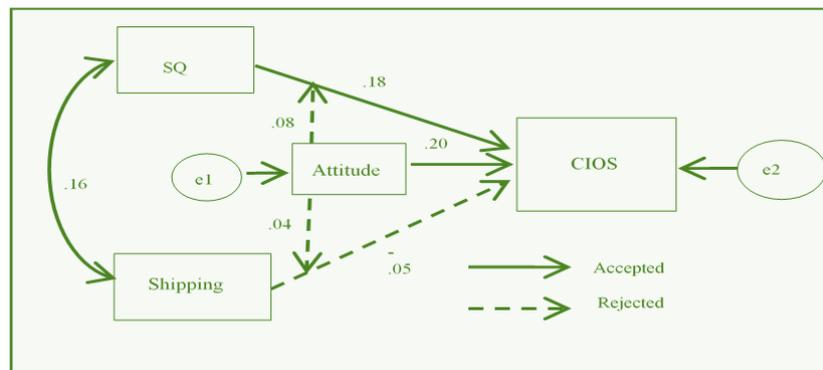 SQ
.18
.08
.20
Attitude
CIOS
e1
e2
.16
.04
-
.05
Shipping
Accepted
Rejected